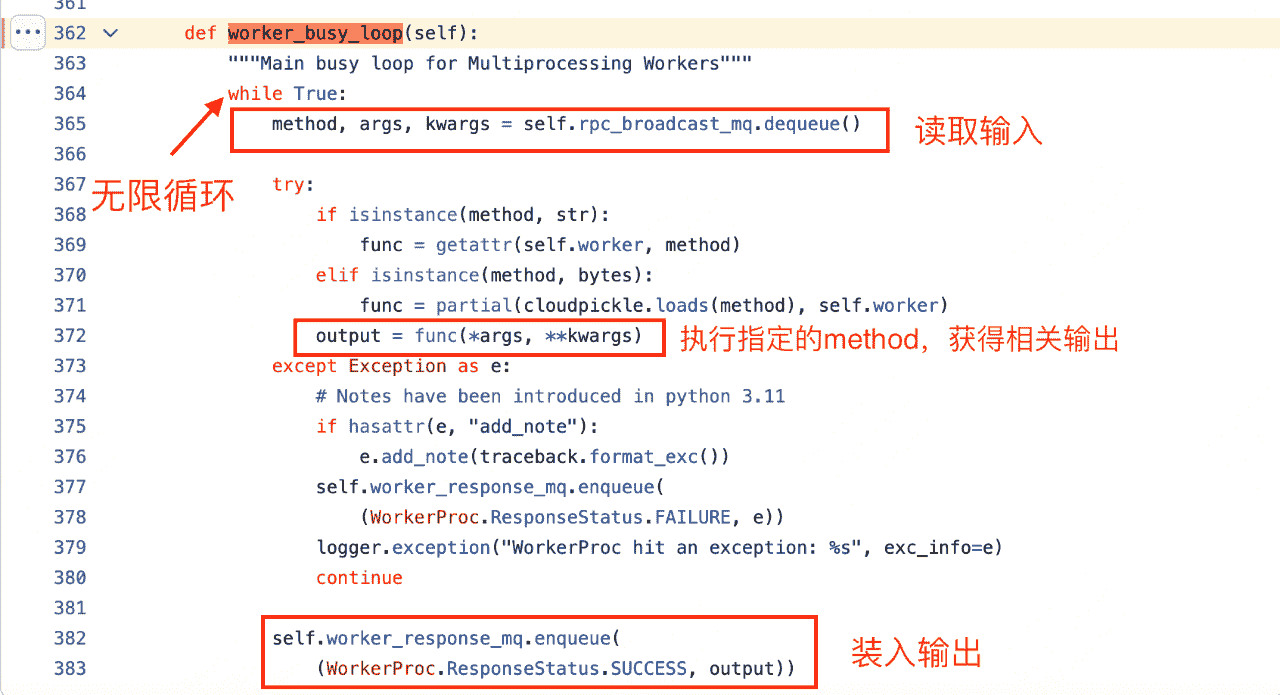 361
362 def worker_busy_loop(self):
363 """Main busy loop for Multiprocessing Workers"""
364 while True:
365 method, args, kwargs = self.rpc_broadcast_mq.dequeue() 读取输入
366
无限循环
367 try:
368 if isinstance(method, str):
369 func = getattr(self.worker, method)
370 elif isinstance(method, bytes):
371 func = partial(cloudpickle.loads(method), self.worker)
372 output = func(*args, **kwargs) 执行指定的method，获得相关输出
373 except Exception as e:
374 # Notes have been introduced in python 3.11
375 if hasattr(e, "add_note"):
376 e.add_note(traceback.format_exc())
377 self.worker_response_mq.enqueue(
378 (WorkerProc.ResponseStatus.FAILURE, e))
379 logger.exception("WorkerProc hit an exception: %s", exc_info=e)
380 continue
381
382 self.worker_response_mq.enqueue(
383 (WorkerProc.ResponseStatus.SUCCESS, output))
装入输出